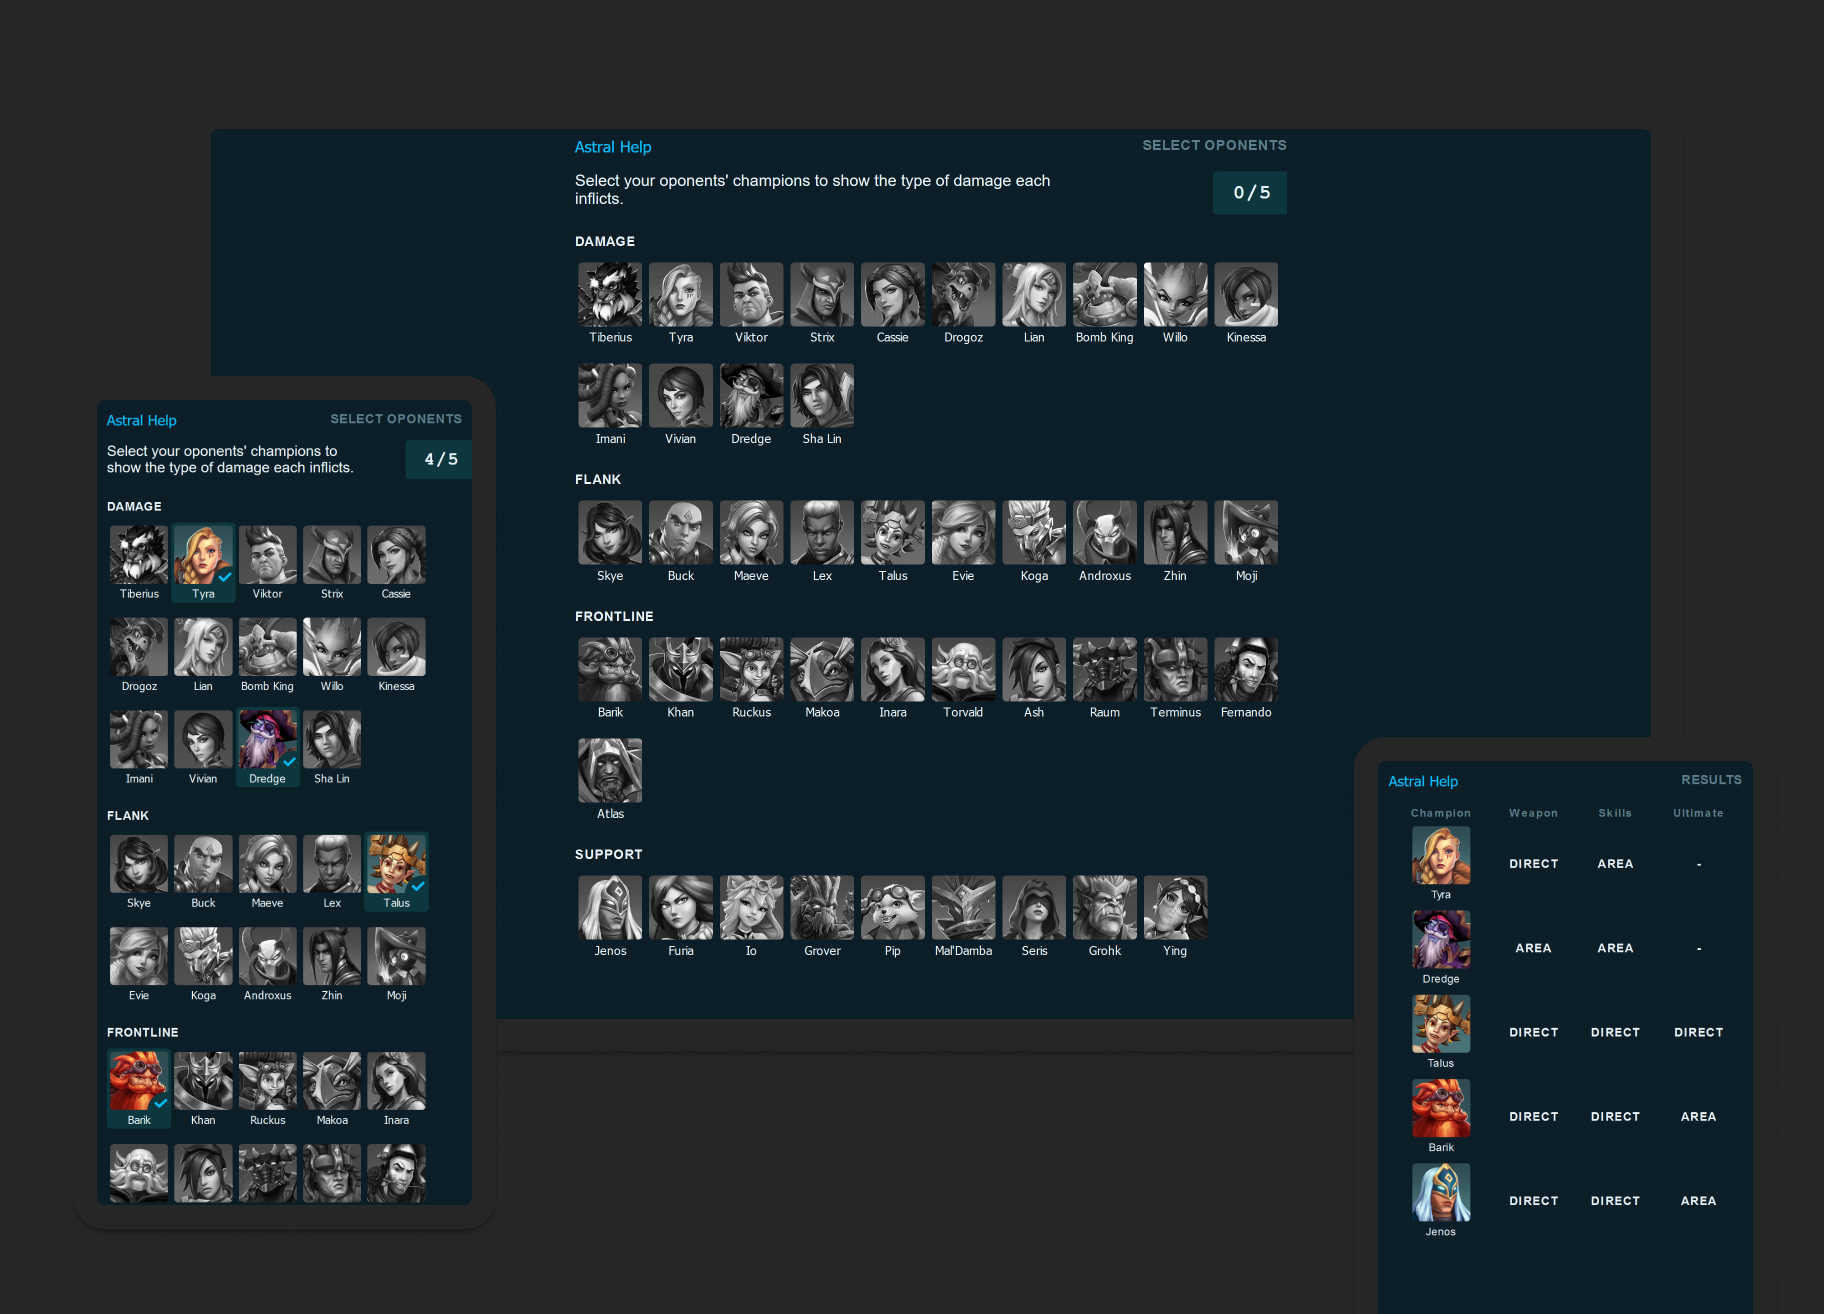 Astral Help
SELECT OPONENTS
Select your oponents' champions to show the type of damage each
inflicts.
0/5
DAMAGE
Tiberius Tyra Viktor Strix Cassie Drogoz Lian Bomb King Willo Kinessa
Imani Vivian Dredge Sha Lin
FLANK
Skye Buck Maeve Lex Talus Evie Koga Androxus Zhin Moji
FRONTLINE
Barik Khan Ruckus Makoa Inara Torvald Ash Raum Terminus Fernando
Atlas
SUPPORT
Jenos Furia Io Grover Pip Mal'Damba Seris Grohk Ying
Astral Help
SELECT OPONENTS
Select your oponents' champions to
show the type of damage each inflicts.
4/5
DAMAGE
Tiberius Tyra Viktor Strix Cassie
Drogoz Lian Bomb King Willo Kinessa
Imani Vivian Dredge Sha Lin
FLANK
Skye Buck Maeve Lex Talus
Evie Koga Androxus Zhin Moji
FRONTLINE
Barik Khan Ruckus Makoa Inara
Astral Help
RESULTS
Champion Weapon Skills Ultimate
DIRECT AREA -
Tyra
AREA AREA -
Dredge
DIRECT DIRECT DIRECT
Talus
DIRECT DIRECT AREA
Barik
DIRECT DIRECT AREA
Jenos